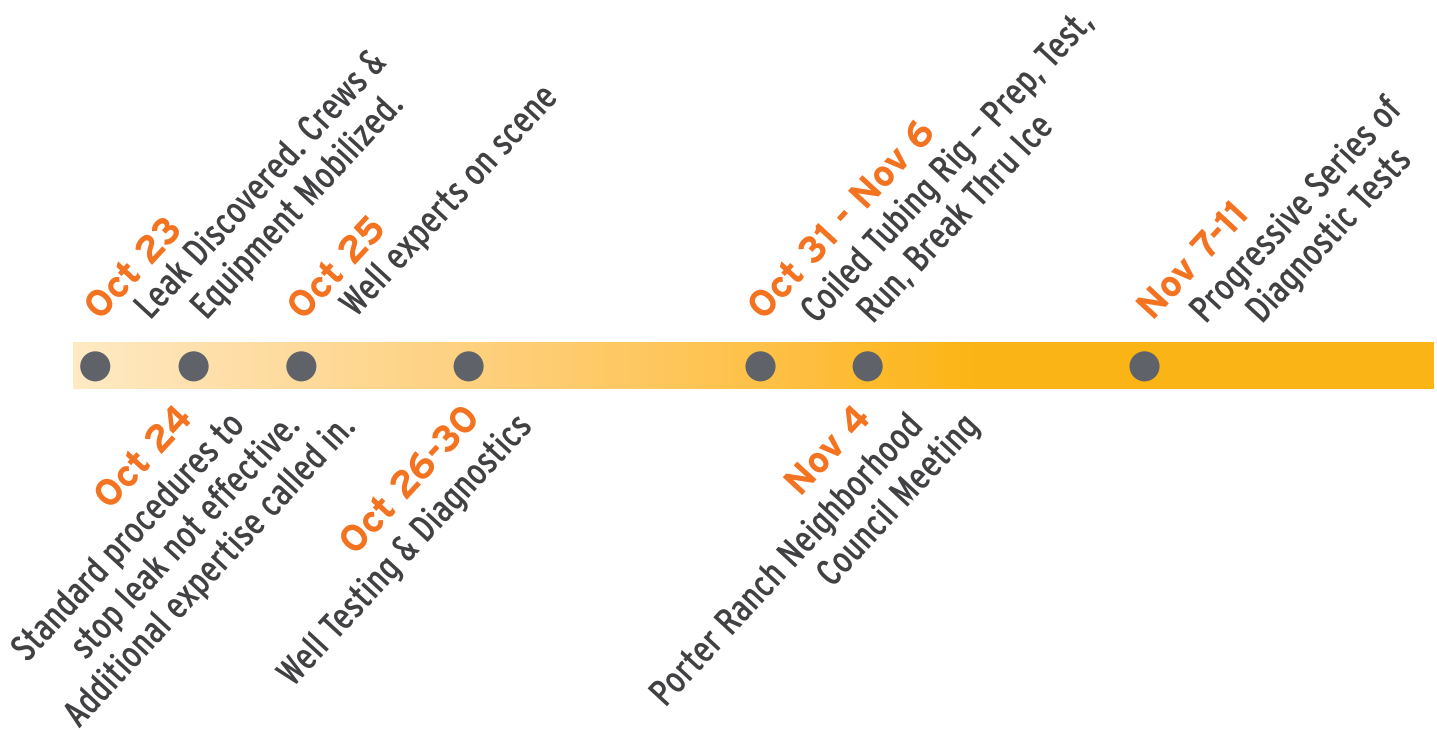 Oct 23
Leak Discovered. Crews &
Equipment Mobilized.
Oct 24
Standard procedures to
stop leak not effective.
Additional expertise called in.
Oct 25
Well experts on scene
Oct 26-30
Well Testing & Diagnostics
Oct 31 - Nov 6
Coiled Tubing Rig – Prep, Test,
Run, Break Thru Ice
Nov 4
Porter Ranch Neighborhood
Council Meeting
Nov 7-11
Progressive Series of
Diagnostic Tests